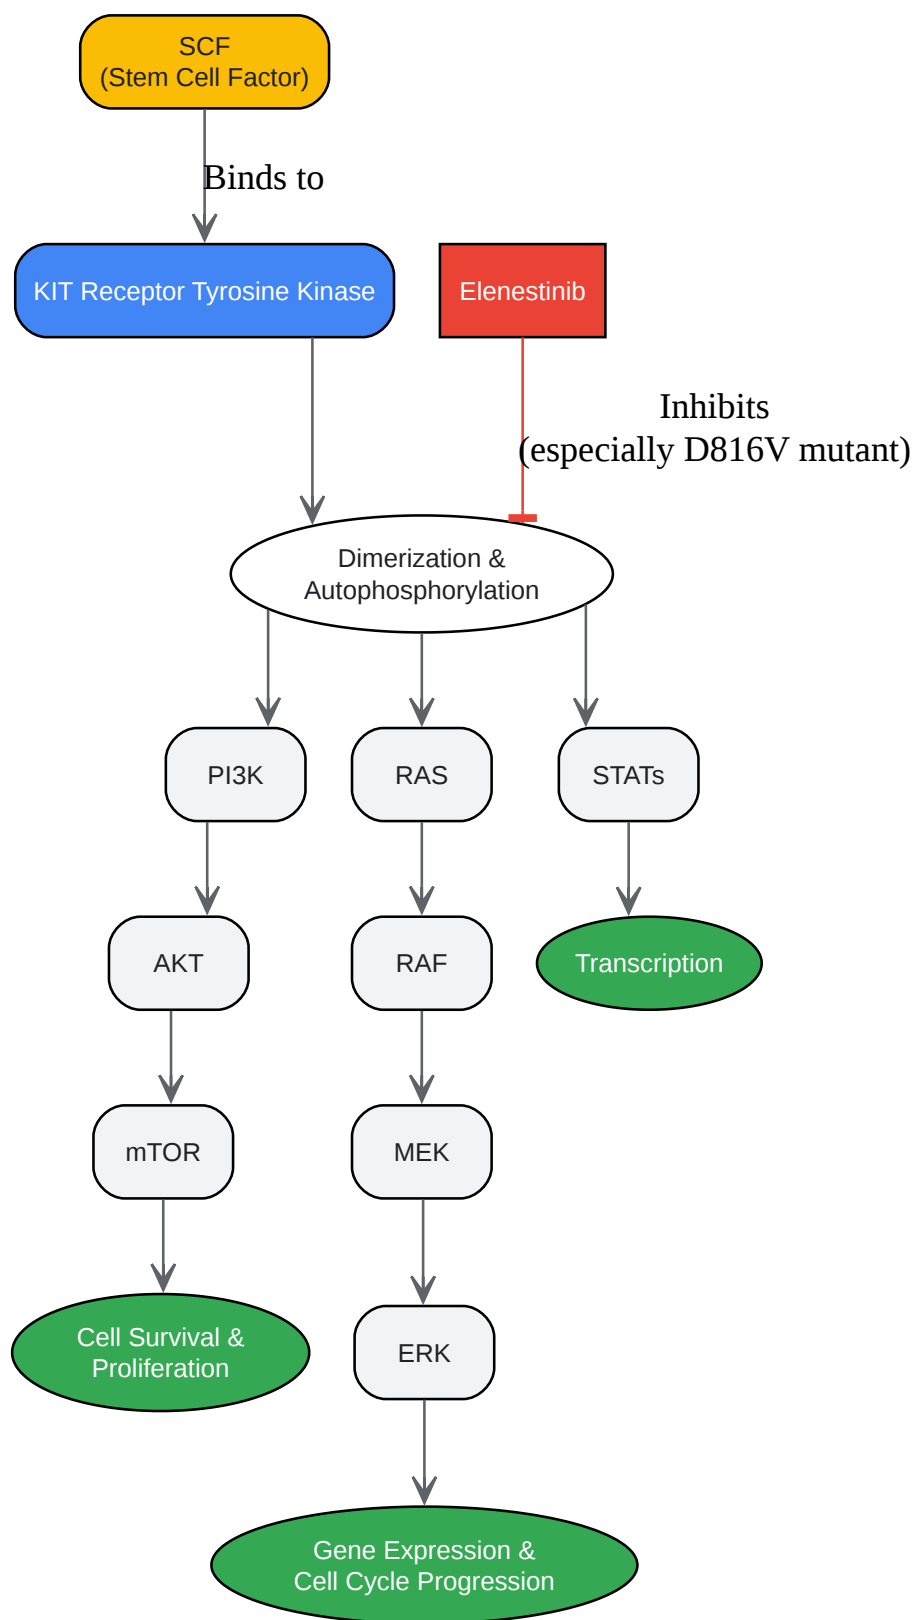 SCF
(Stem Cell Factor)
Binds to
KIT Receptor Tyrosine Kinase
Elenestinib
Inhibits
(especially D816V mutant)
Dimerization &
Autophosphorylation
PI3K
RAS
STATs
AKT
RAF
Transcription
mTOR
MEK
Cell Survival &
Proliferation
ERK
Gene Expression &
Cell Cycle Progression